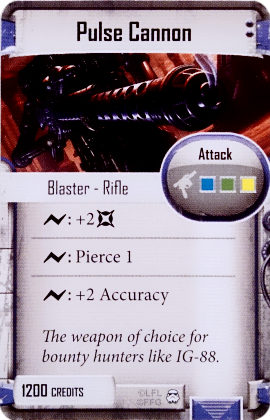 Pulse Cannon
Attack
Blaster - Rifle
: +2
: Pierce 1
: +2 Accuracy
The weapon of choice for
bounty hunters like IG-88.
1200 CREDITS
©LFL
©FFG